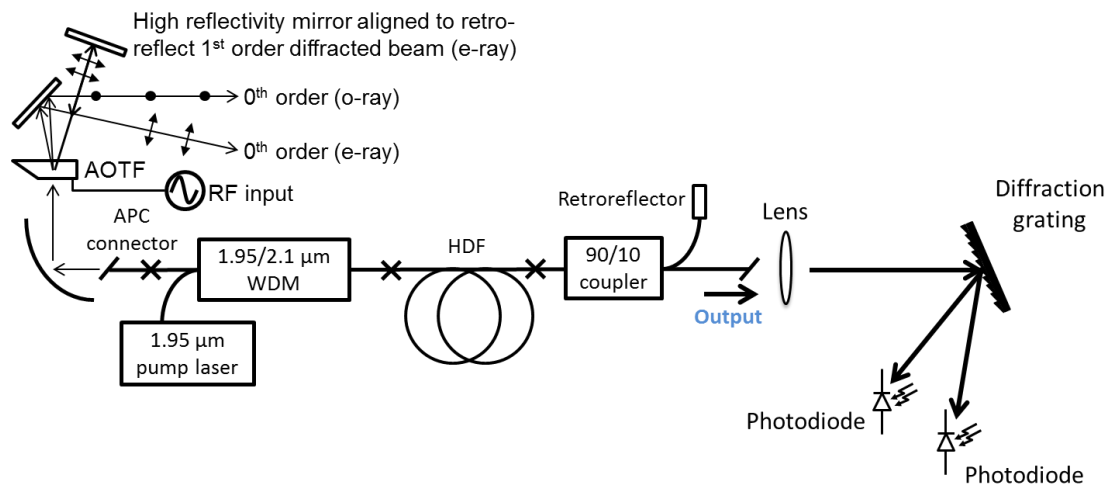 High reflectivity mirror aligned to retro-
reflect 1st order diffracted beam (e-ray)
0th order (o-ray)
0th order (e-ray)
AOTF
RF input
APC
connector
1.95/2.1 µm
WDM
1.95 µm
pump laser
HDF
Retroreflector
90/10
coupler
Output
Lens
Diffraction
grating
Photodiode
Photodiode